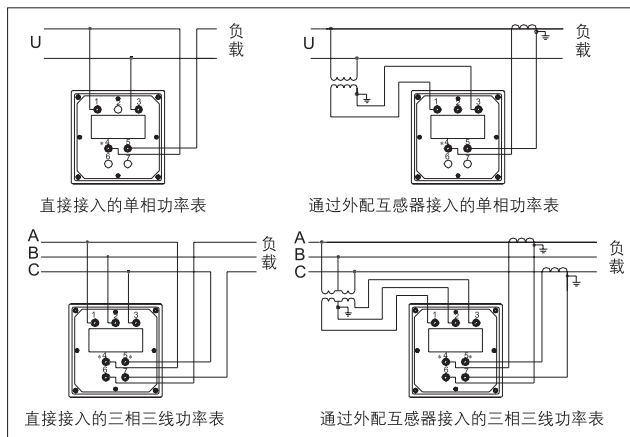 U
负
载
1 2 3
*4 5
6 7
直接接入的单相功率表
U
负
载
1 2 3
*4 5
6 7
通过外配互感器接入的单相功率表
A
B
C
负
载
1 2 3
*4 5*
6 7
直接接入的三相三线功率表
A
B
C
负
载
1 2 3
*4 5*
6 7
通过外配互感器接入的三相三线功率表